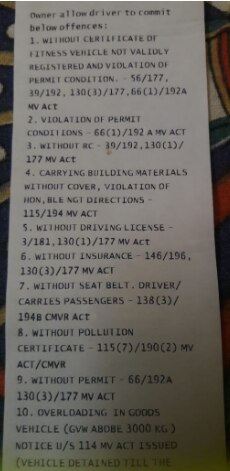 Owner allow driver to commit
below offences:
1. WITHOUT CERTIFICATE OF
FITNESS VEHICLE NOT VALIDLY
REGISTERED AND VIOLATION OF
PERMIT CONDITION. - 56/177,
39/192, 130(3)/177,66(1)/192A
MV ACT
2. VIOLATION OF PERMIT
CONDITIONS - 66(1)/192 A MV ACT
3. WITHOUT RC - 39/192,130(1)/
177 MV ACT
4. CARRYING BUILDING MATERIALS
WITHOUT COVER, VIOLATION OF
HON,BLE NGT DIRECTIONS -
115/194 MV ACT
5. WITHOUT DRIVING LICENSE -
3/181,130(1)/177 MV ACT
6. WITHOUT INSURANCE - 146/196,
130(3)/177 MV ACT
7. WITHOUT SEAT BELT. DRIVER/
CARRIES PASSENGERS - 138(3)/
194B CMVR ACT
8. WITHOUT POLLUTION
CERTIFICATE - 115(7)/190(2) MV
ACT/CMVR
9. WITHOUT PERMIT - 66/192A
130(3)/177 MV ACT
10. OVERLOADING IN GOODS
VEHICLE (GVW ABOBE 3000 KG.)
NOTICE U/S 114 MV ACT ISSUED
(VEHICLE DETAINED TILL THE